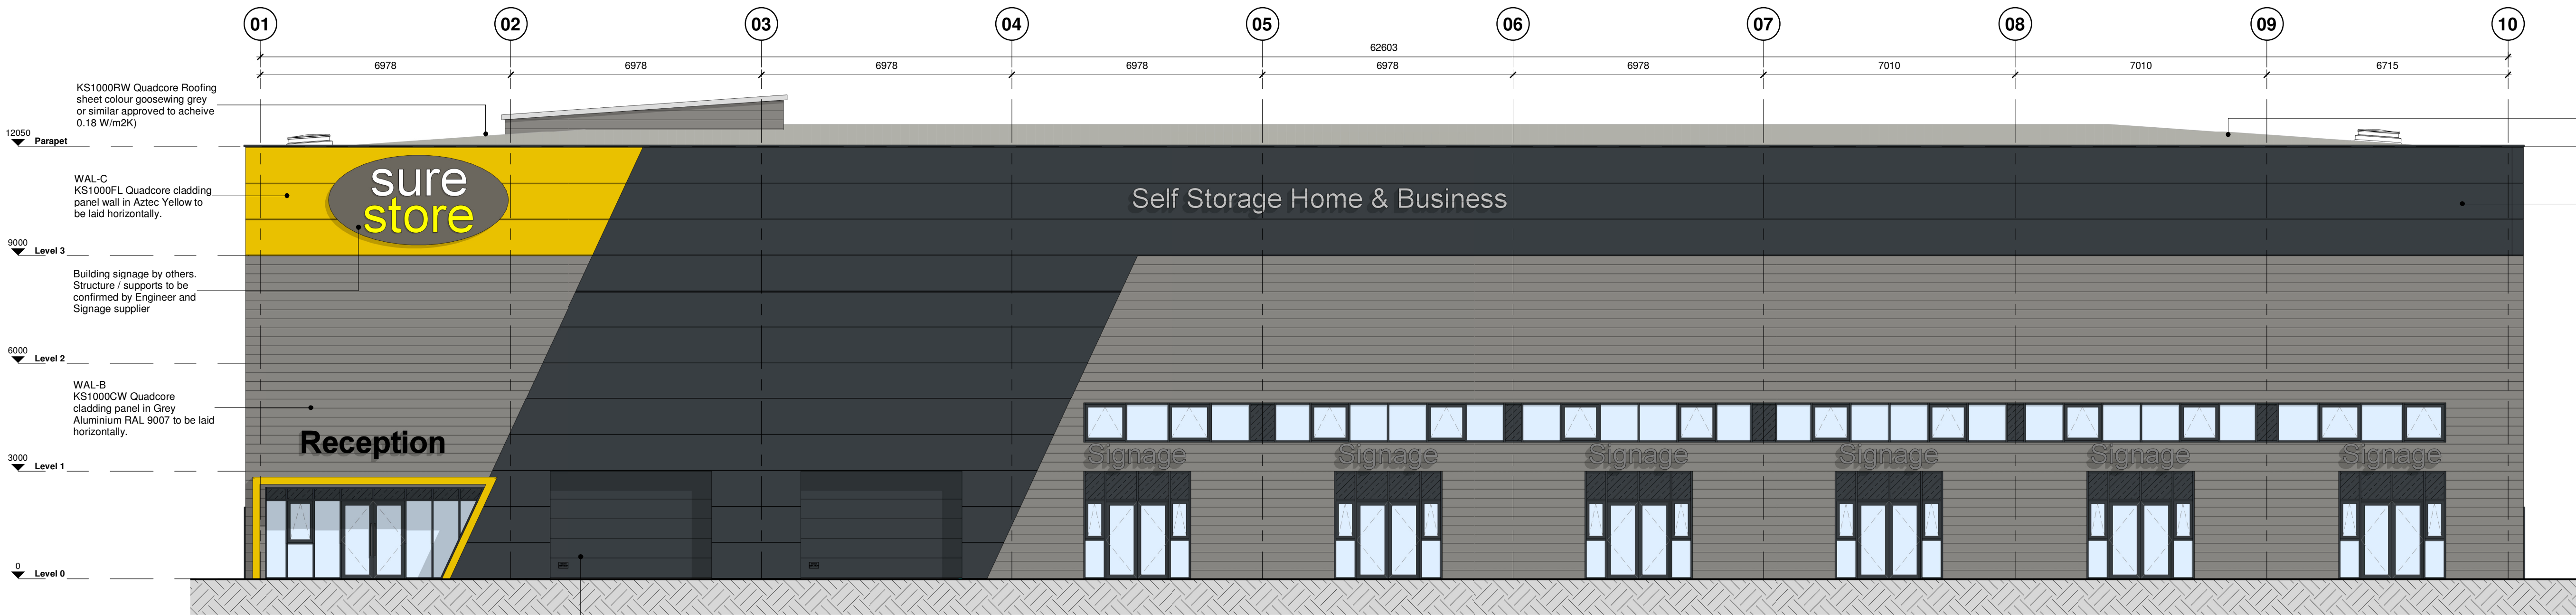 01 02 03 04 05 06 07 08 09 10
62603
6978 6978 6978 6978 6978 6978 7010 7010 6715
KS1000RW Quadcore Roofing
sheet colour goosewing grey
or similar approved to acheive
0.18 W/m2K)
12050
Parapet
WAL-C
KS1000FL Quadcore cladding
panel wall in Aztec Yellow to
be laid horizontally.
sure
store
Self Storage Home & Business
9000
Level 3
Building signage by others.
Structure / supports to be
confirmed by Engineer and
Signage supplier
6000
Level 2
WAL-B
KS1000CW Quadcore
cladding panel in Grey
Aluminium RAL 9007 to be laid
horizontally.
Reception
Signage Signage Signage Signage Signage Signage
3000
Level 1
0
Level 0